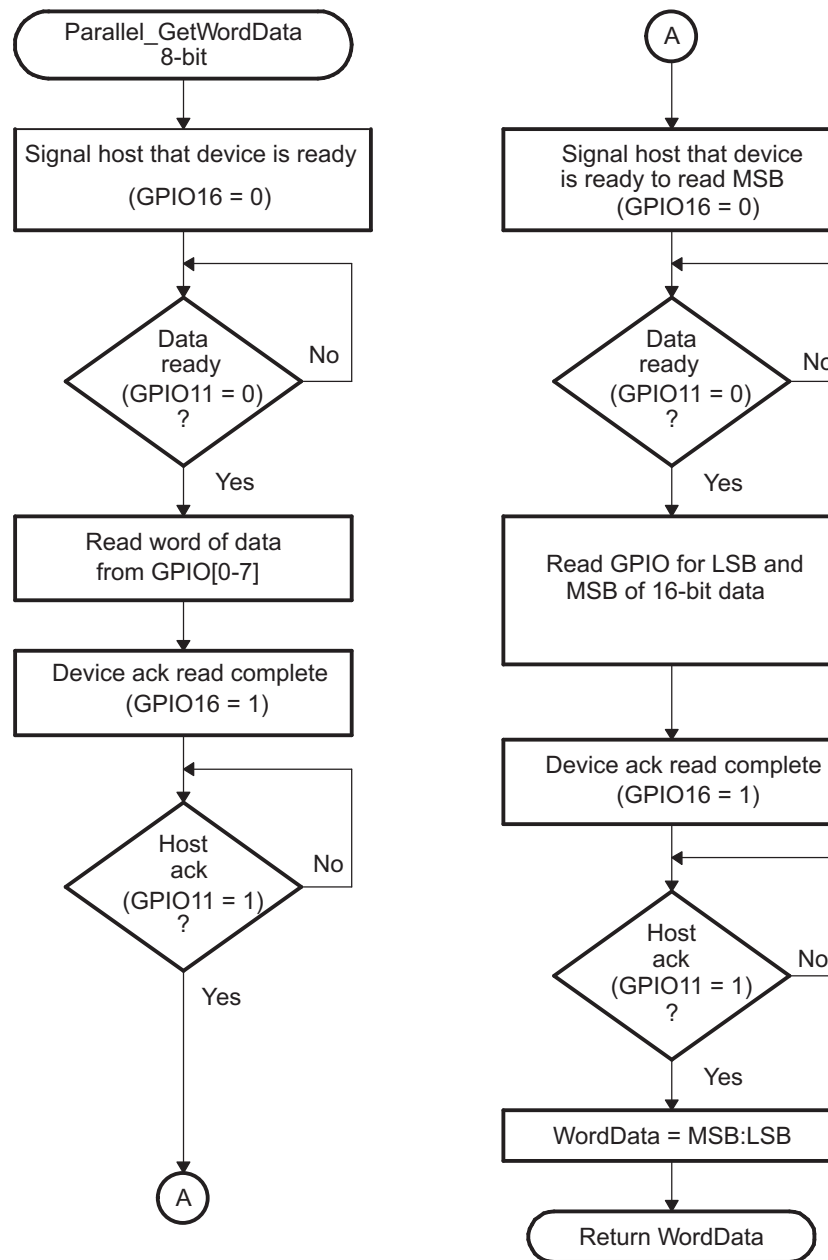 Parallel_GetWordData
8-bit
Signal host that device is ready
(GPIO16 = 0)
Data
ready
(GPIO11 = 0)
?
No
Yes
Read word of data
from GPIO[0-7]
Device ack read complete
(GPIO16 = 1)
Host
ack
(GPIO11 = 1)
?
No
Yes
A
A
Signal host that device
is ready to read MSB
(GPIO16 = 0)
Data
ready
(GPIO11 = 0)
?
No
Yes
Read GPIO for LSB and
MSB of 16-bit data
Device ack read complete
(GPIO16 = 1)
Host
ack
(GPIO11 = 1)
?
No
Yes
WordData = MSB:LSB
Return WordData